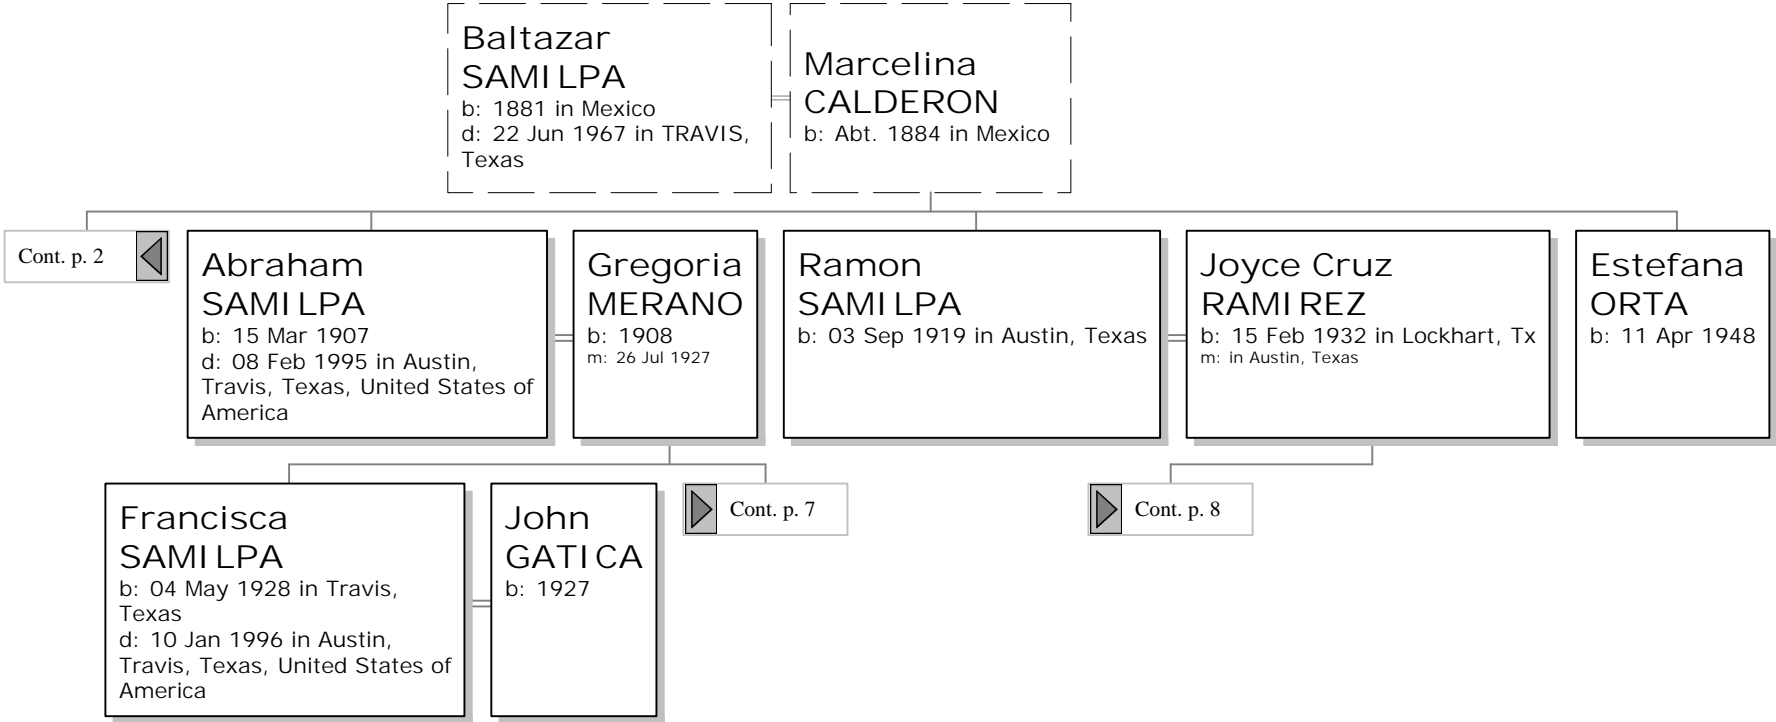 Baltazar
SAMILPA
b: 1881 in Mexico
d: 22 Jun 1967 in TRAVIS,
Texas
Marcelina
CALDERON
b: Abt. 1884 in Mexico
Cont. p. 2
Abraham
SAMILPA
b: 15 Mar 1907
d: 08 Feb 1995 in Austin,
Travis, Texas, United States of
America
Gregoria
MERANO
b: 1908
m: 26 Jul 1927
Ramon
SAMILPA
b: 03 Sep 1919 in Austin, Texas
Joyce Cruz
RAMIREZ
b: 15 Feb 1932 in Lockhart, Tx
m: in Austin, Texas
Estefana
ORTA
b: 11 Apr 1948
Francisca
SAMILPA
b: 04 May 1928 in Travis,
Texas
d: 10 Jan 1996 in Austin,
Travis, Texas, United States of
America
John
GATICA
b: 1927
Cont. p. 7
Cont. p. 8